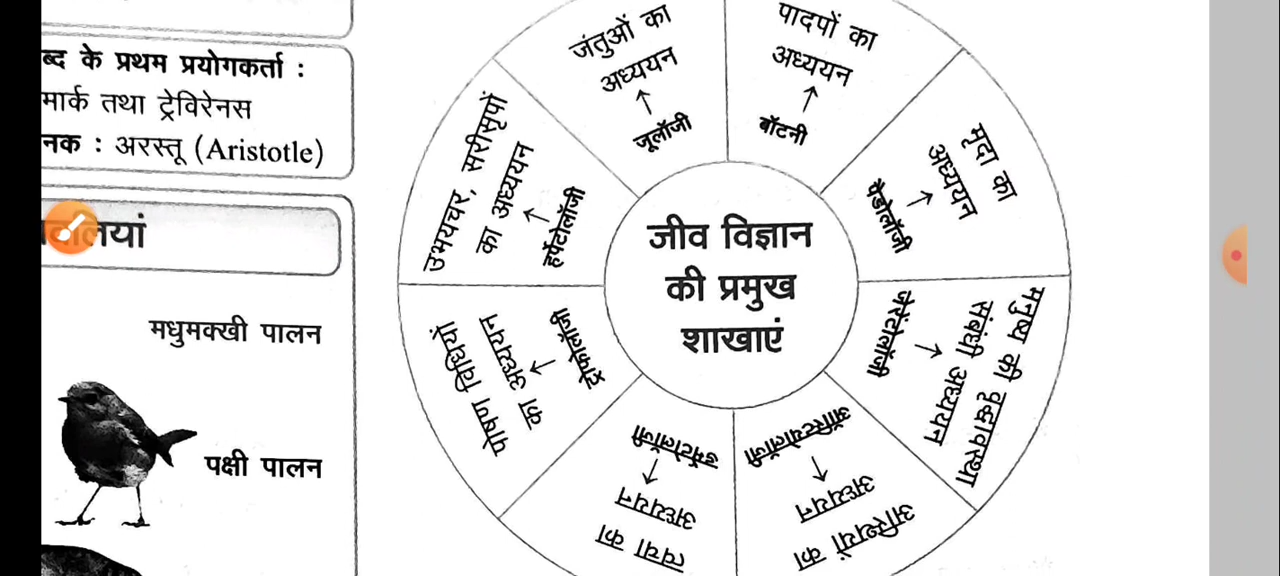 ब्द के प्रथम प्रयोगकर्ता :
मार्क तथा ट्रेविरेनस
नक : अरस्तू (Aristotle)
लियां
मधुमक्खी पालन
पक्षी पालन
जीव विज्ञान
की प्रमुख
शाखाएं
जंतुओं का
अध्ययन
जूलॉजी
पादपों का
अध्ययन
बॉटनी
मृदा का
अध्ययन
पैडोलॉजी
मनुष्य की वृद्धावस्था
संबंधी अध्ययन
जेरेंटोलॉजी
अस्थियों का
अध्ययन
ऑस्टियोलॉजी
त्वचा का
अध्ययन
डर्मेटोलॉजी
पोषण विधियों
का अध्ययन
ट्रोफोलॉजी
उभयचर, सरीसृपों
का अध्ययन
हर्पेटोलॉजी